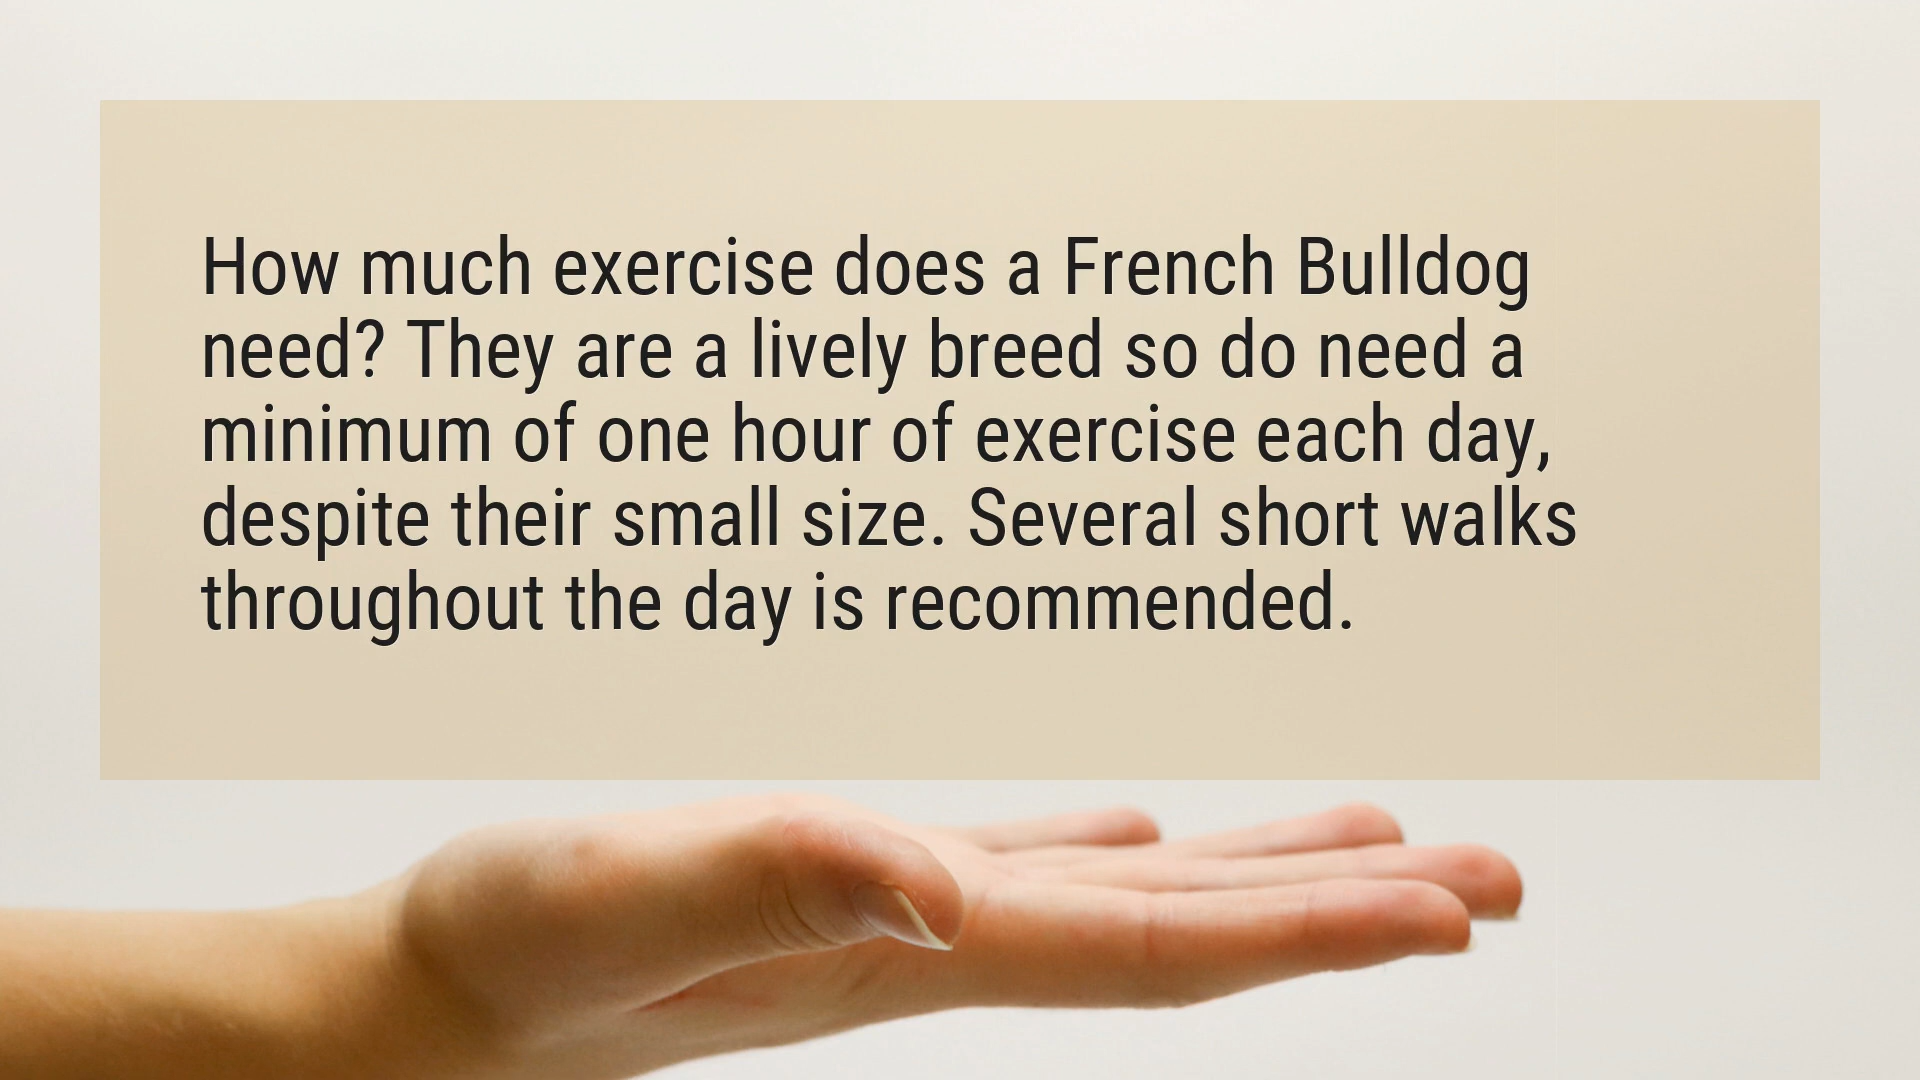 How much exercise does a French Bulldog
need? They are a lively breed so do need a
minimum of one hour of exercise each day,
despite their small size. Several short walks
throughout the day is recommended.